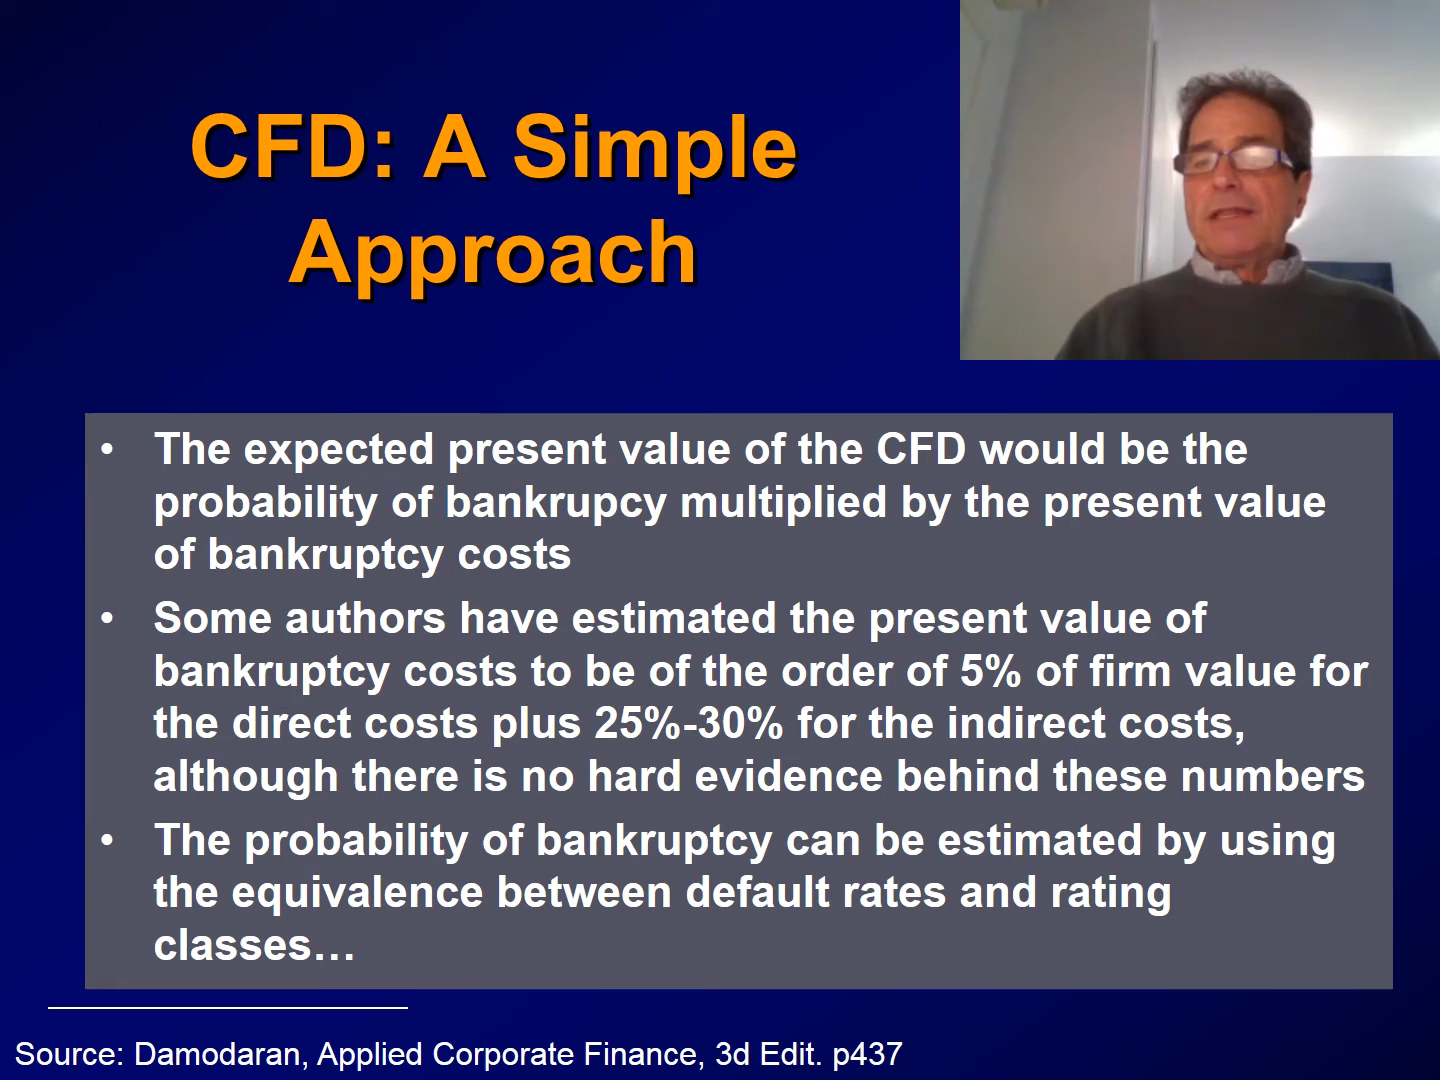 CFD: A Simple
Approach
• The expected present value of the CFD would be the
probability of bankrupcy multiplied by the present value
of bankruptcy costs
• Some authors have estimated the present value of
bankruptcy costs to be of the order of 5% of firm value for
the direct costs plus 25%-30% for the indirect costs,
although there is no hard evidence behind these numbers
• The probability of bankruptcy can be estimated by using
the equivalence between default rates and rating
classes…
Source: Damodaran, Applied Corporate Finance, 3d Edit. p437